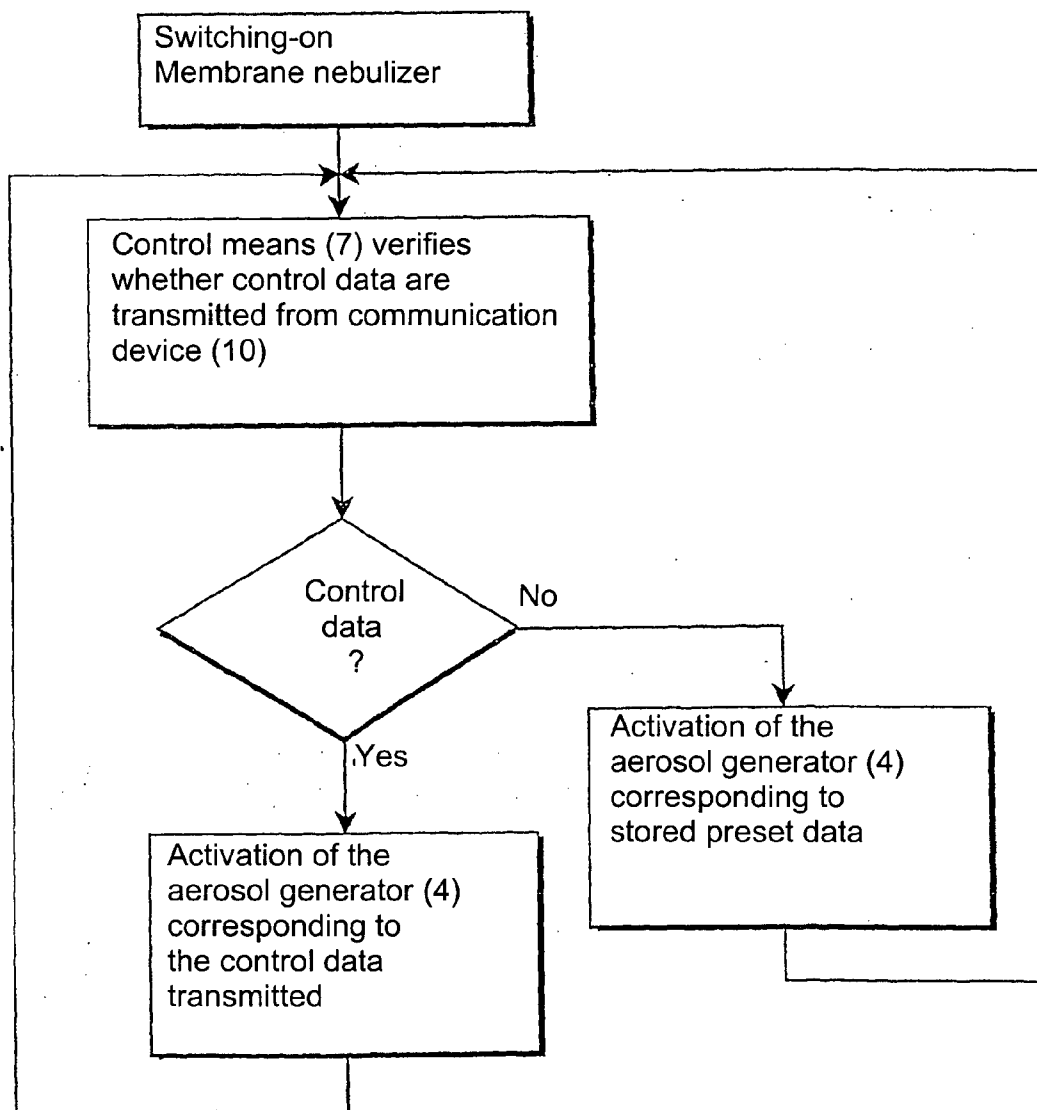 Switching-on
Membrane nebulizer
Control means (7) verifies
whether control data are
transmitted from communication
device (10)
Control
data
?
No
Yes
Activation of the
aerosol generator (4)
corresponding to
stored preset data
Activation of the
aerosol generator (4)
corresponding to
the control data
transmitted